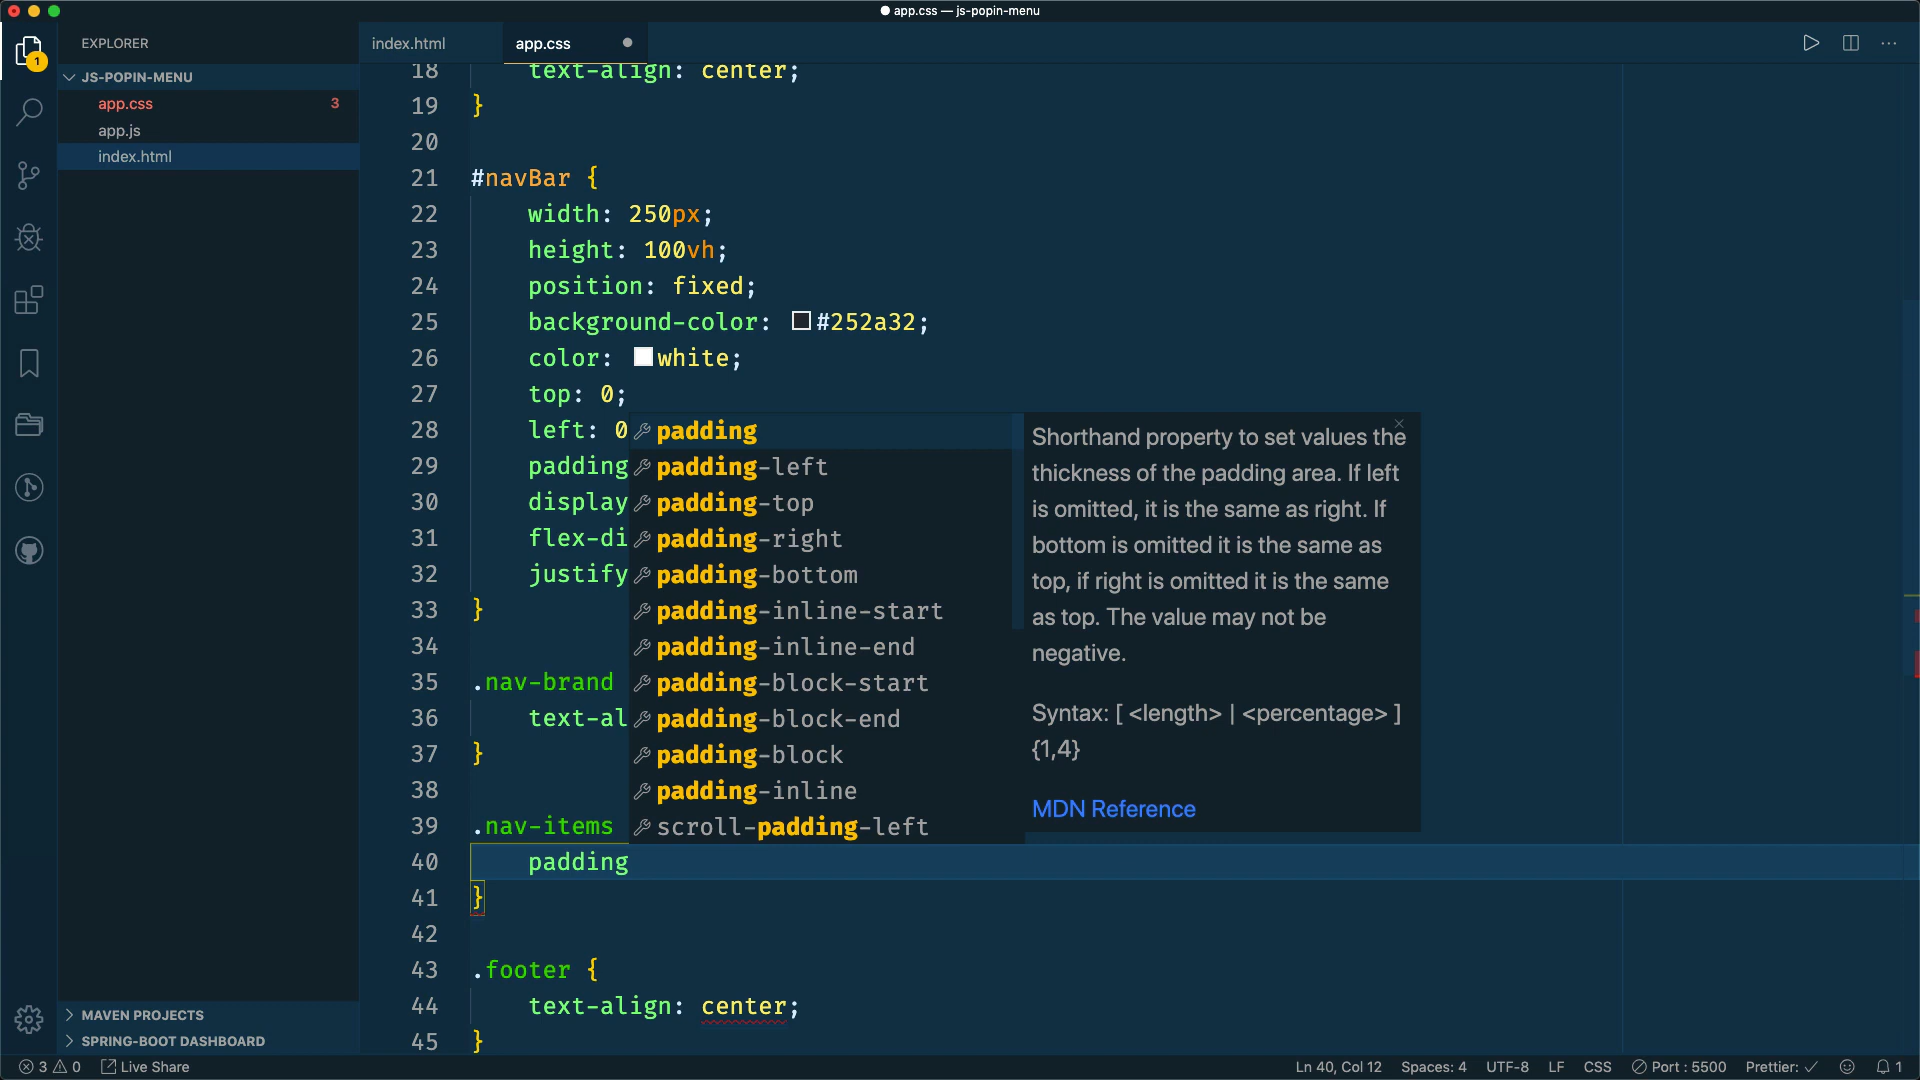 app.css — js-popin-menu
EXPLORER
index.html
app.css
JS-POPIN-MENU
app.css 3
app.js
index.html
MAVEN PROJECTS
SPRING-BOOT DASHBOARD
1
18 text-align: center;
19 }
20
21 #navBar {
22 width: 250px;
23 height: 100vh;
24 position: fixed;
25 background-color: #252a32;
26 color: white;
27 top: 0;
28 left: 0
29 padding
30 display
31 flex-di
32 justify
33 }
34
35 .nav-brand
36 text-al
37 }
38
39 .nav-items
40 padding
41 }
42
43 .footer {
44 text-align: center;
45 }
padding
padding-left
padding-top
padding-right
padding-bottom
padding-inline-start
padding-inline-end
padding-block-start
padding-block-end
padding-block
padding-inline
scroll-padding-left
Shorthand property to set values the
thickness of the padding area. If left
is omitted, it is the same as right. If
bottom is omitted it is the same as
top, if right is omitted it is the same
as top. The value may not be
negative.
Syntax: [ <length> | <percentage> ]
{1,4}
MDN Reference
3 0 Live Share Ln 40, Col 12 Spaces: 4 UTF-8 LF CSS Port : 5500 Prettier: ✓ 1